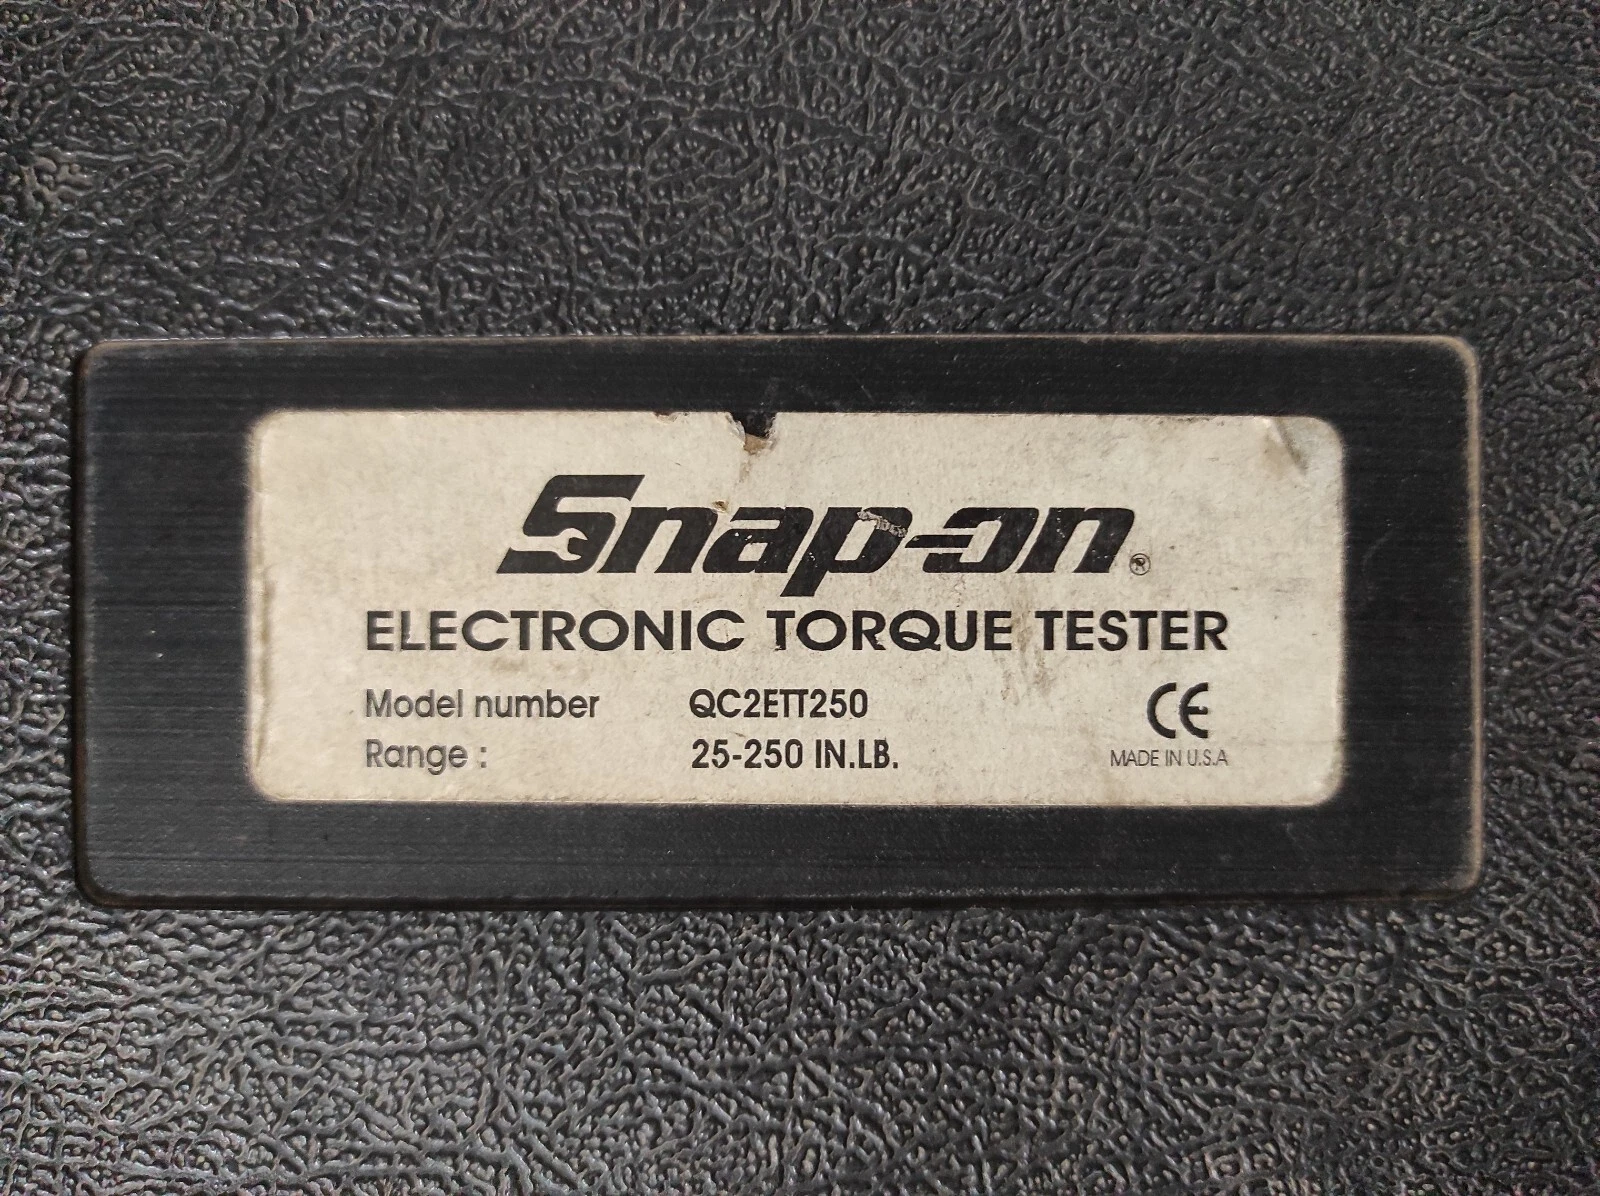 Snap-on®
ELECTRONIC TORQUE TESTER
Model number QC2ETT250
Range : 25-250 IN.LB.
CE
MADE IN U.S.A